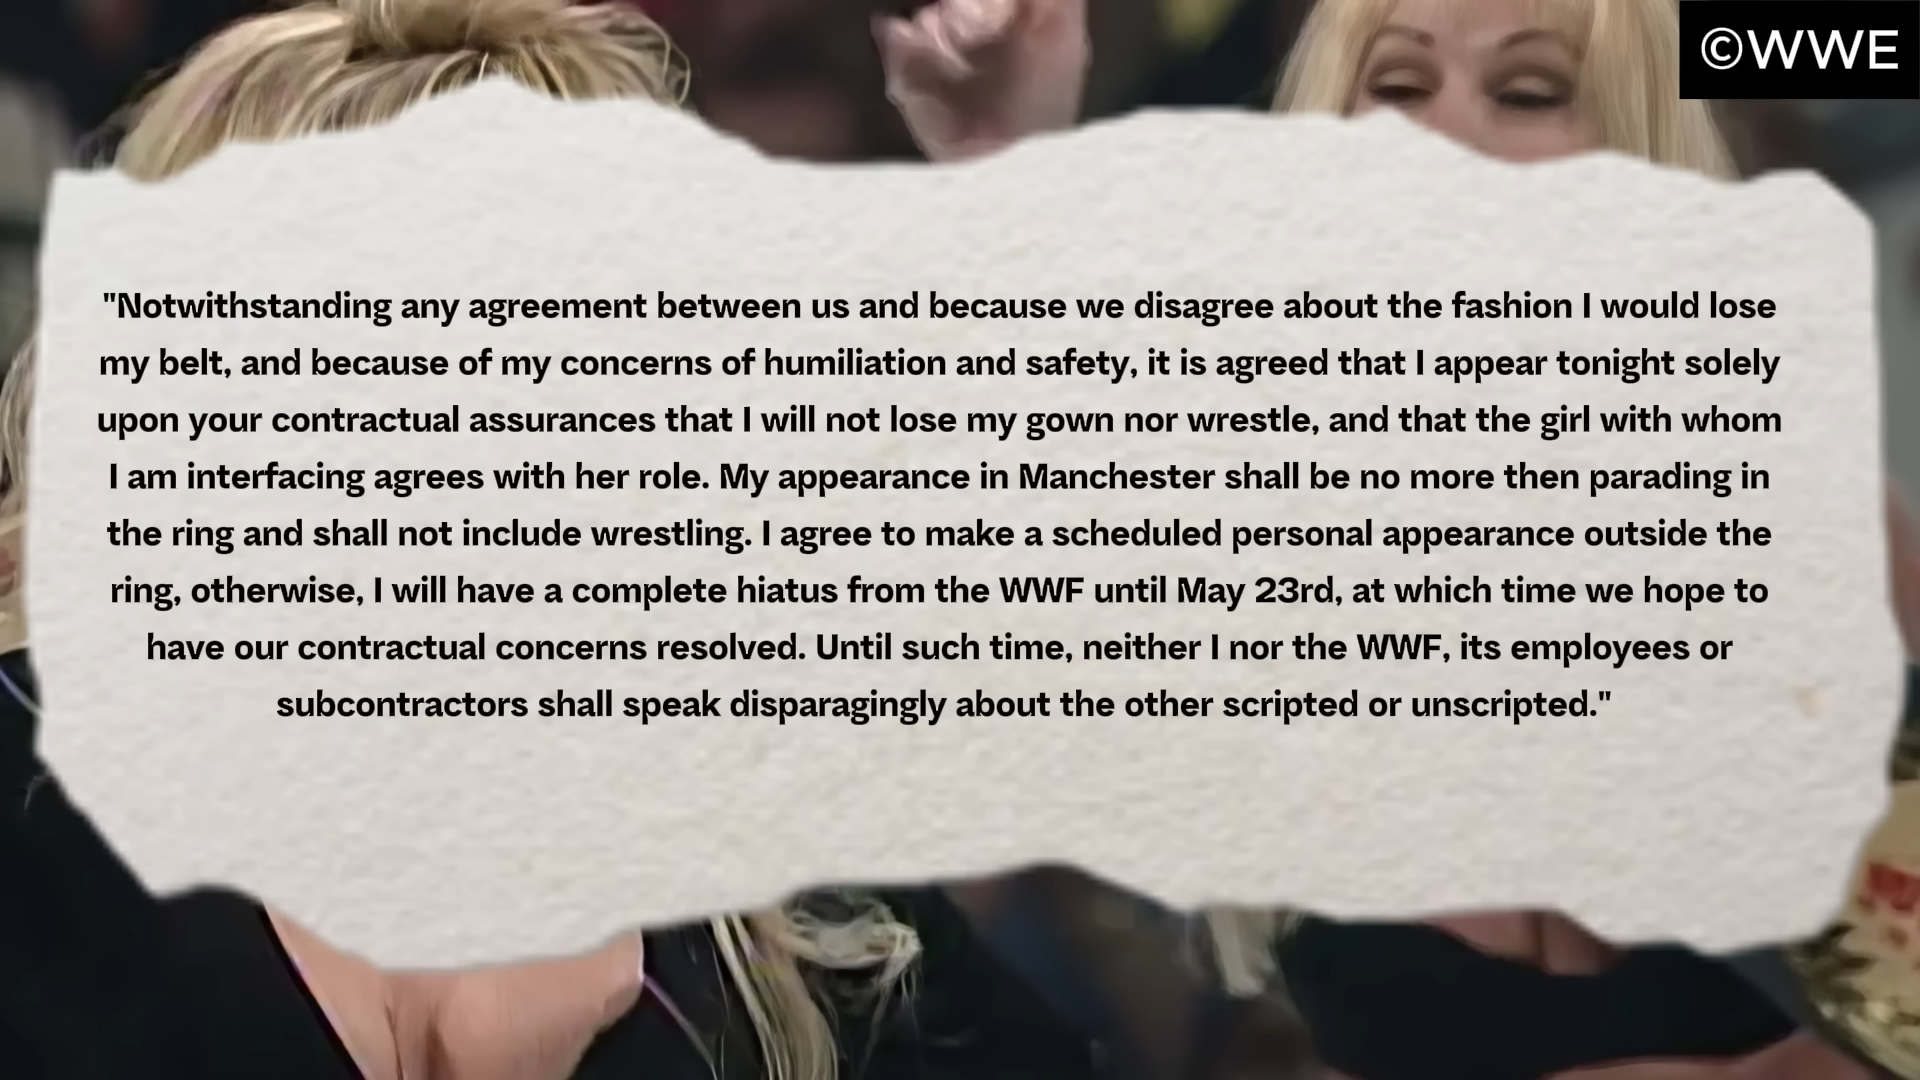 ©WWE
"Notwithstanding any agreement between us and because we disagree about the fashion I would lose
my belt, and because of my concerns of humiliation and safety, it is agreed that I appear tonight solely
upon your contractual assurances that I will not lose my gown nor wrestle, and that the girl with whom
I am interfacing agrees with her role. My appearance in Manchester shall be no more then parading in
the ring and shall not include wrestling. I agree to make a scheduled personal appearance outside the
ring, otherwise, I will have a complete hiatus from the WWF until May 23rd, at which time we hope to
have our contractual concerns resolved. Until such time, neither I nor the WWF, its employees or
subcontractors shall speak disparagingly about the other scripted or unscripted."